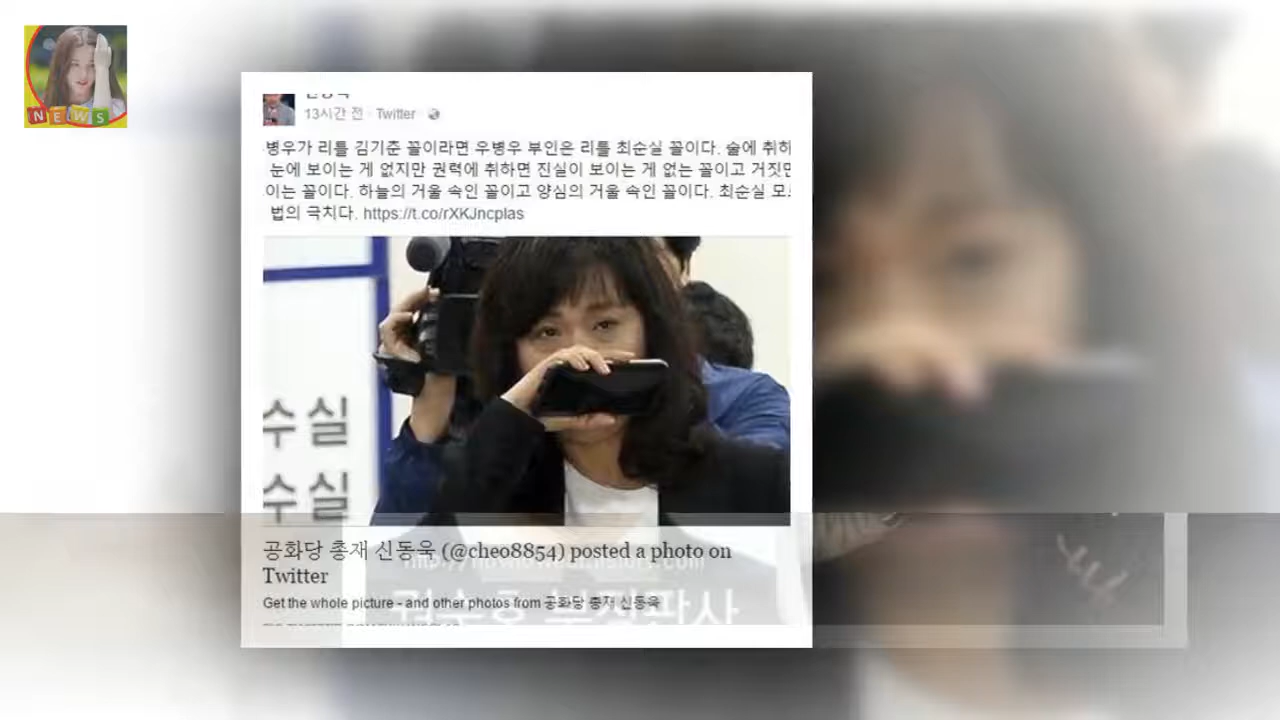 NEWS
13시간 전 · Twitter ·
병우가 리틀 김기춘 꼴이라면 우병우 부인은 리틀 최순실 꼴이다. 술에 취하
눈에 보이는 게 없지만 권력에 취하면 진실이 보이는 게 없는 꼴이고 거짓만
이는 꼴이다. 하늘의 거울 속인 꼴이고 양심의 거울 속인 꼴이다. 최순실 모
법의 극치다. https://t.co/rXKJncplas
수실
수실
공화당 총재 신동욱 (@cheo8854) posted a photo on
Twitter
Get the whole picture - and other photos from 공화당 총재 신동욱